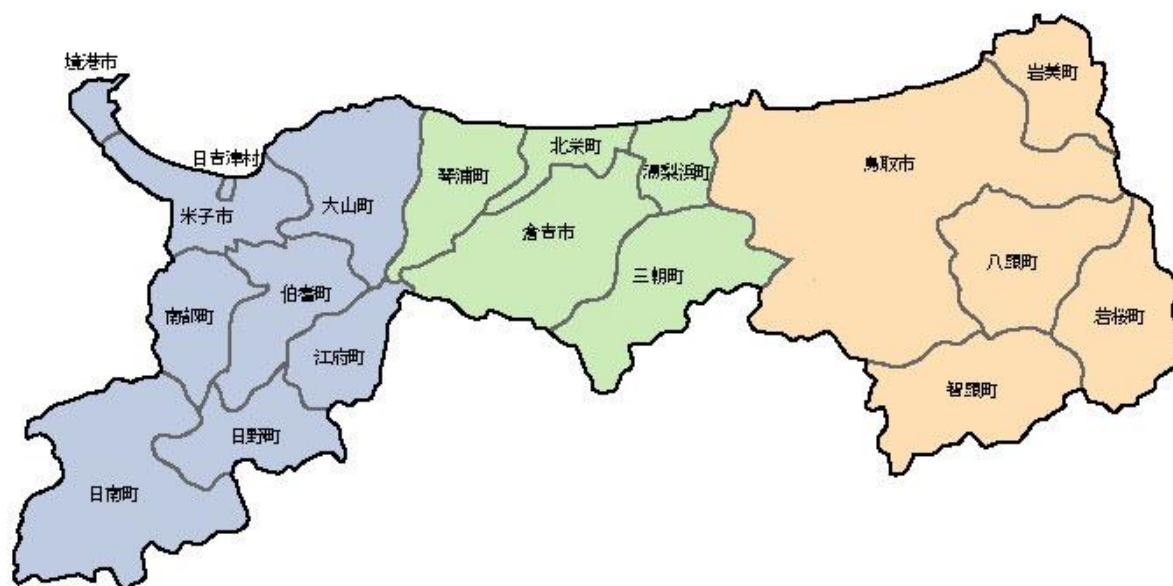 境港市
岩美町
日吉津村
北栄町
琴浦町
湯梨浜町
鳥取市
米子市
大山町
倉吉市
八頭町
伯耆町
三朝町
南部町
若桜町
江府町
智頭町
日野町
日南町